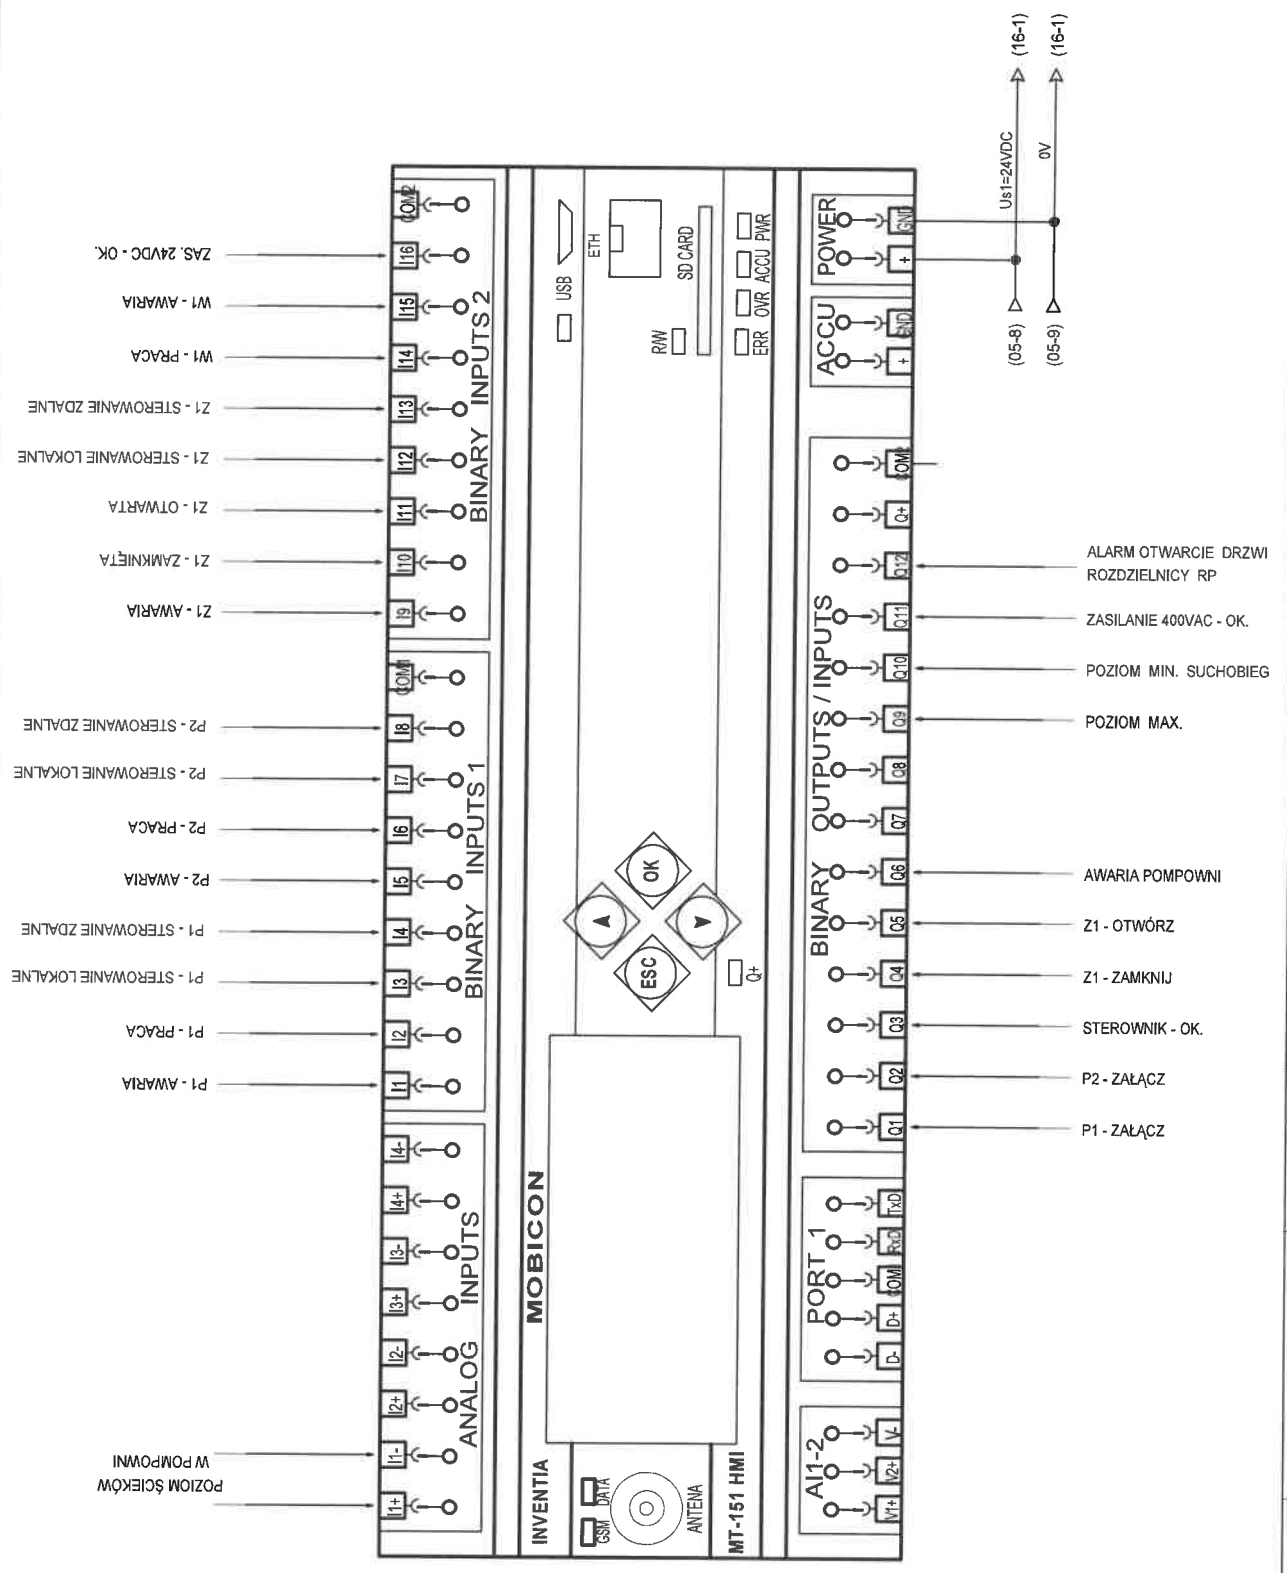 (16-1)
(16-1)
Us1=24VDC
0V
(05-8)
(05-9)
COM2
I16
I15
I14
I13
I12
I11
I10
I9
BINARY INPUTS 2
ZAS. 24VDC - OK.
W1 - AWARIA
W1 - PRACA
Z1 - STEROWANIE ZDALNE
Z1 - STEROWANIE LOKALNE
Z1 - OTWARTA
Z1 - ZAMKNIĘTA
Z1 - AWARIA
COM1
I8
I7
I6
I5
I4
I3
I2
I1
BINARY INPUTS 1
P2 - STEROWANIE ZDALNE
P2 - STEROWANIE LOKALNE
P2 - PRACA
P2 - AWARIA
P1 - STEROWANIE ZDALNE
P1 - STEROWANIE LOKALNE
P1 - PRACA
P1 - AWARIA
I4-
I4+
I3-
I3+
I2-
I2+
I1-
I1+
ANALOG INPUTS
POZIOM ŚCIEKÓW
W POMPOWNI
USB
ETH
SD CARD
R/W
PWR
ACCU
OVR
ERR
OK
ESC
Q+
MOBICON
INVENTIA
GSM
DATA
ANTENA
MT-151 HMI
POWER
GND
+
ACCU
GND
+
BINARY OUTPUTS / INPUTS
COM2
Q+
Q12
Q11
Q10
Q9
Q8
Q7
Q6
Q5
Q4
Q3
Q2
Q1
ALARM OTWARCIE DRZWI
ROZDZIELNICY RP
ZASILANIE 400VAC - OK.
POZIOM MIN. SUCHOBIEG
POZIOM MAX.
AWARIA POMPOWNI
Z1 - OTWÓRZ
Z1 - ZAMKNIJ
STEROWNIK - OK.
P2 - ZAŁĄCZ
P1 - ZAŁĄCZ
PORT 1
TxD
RxD
COM
D+
D-
AI1-2
V-
V2+
V1+